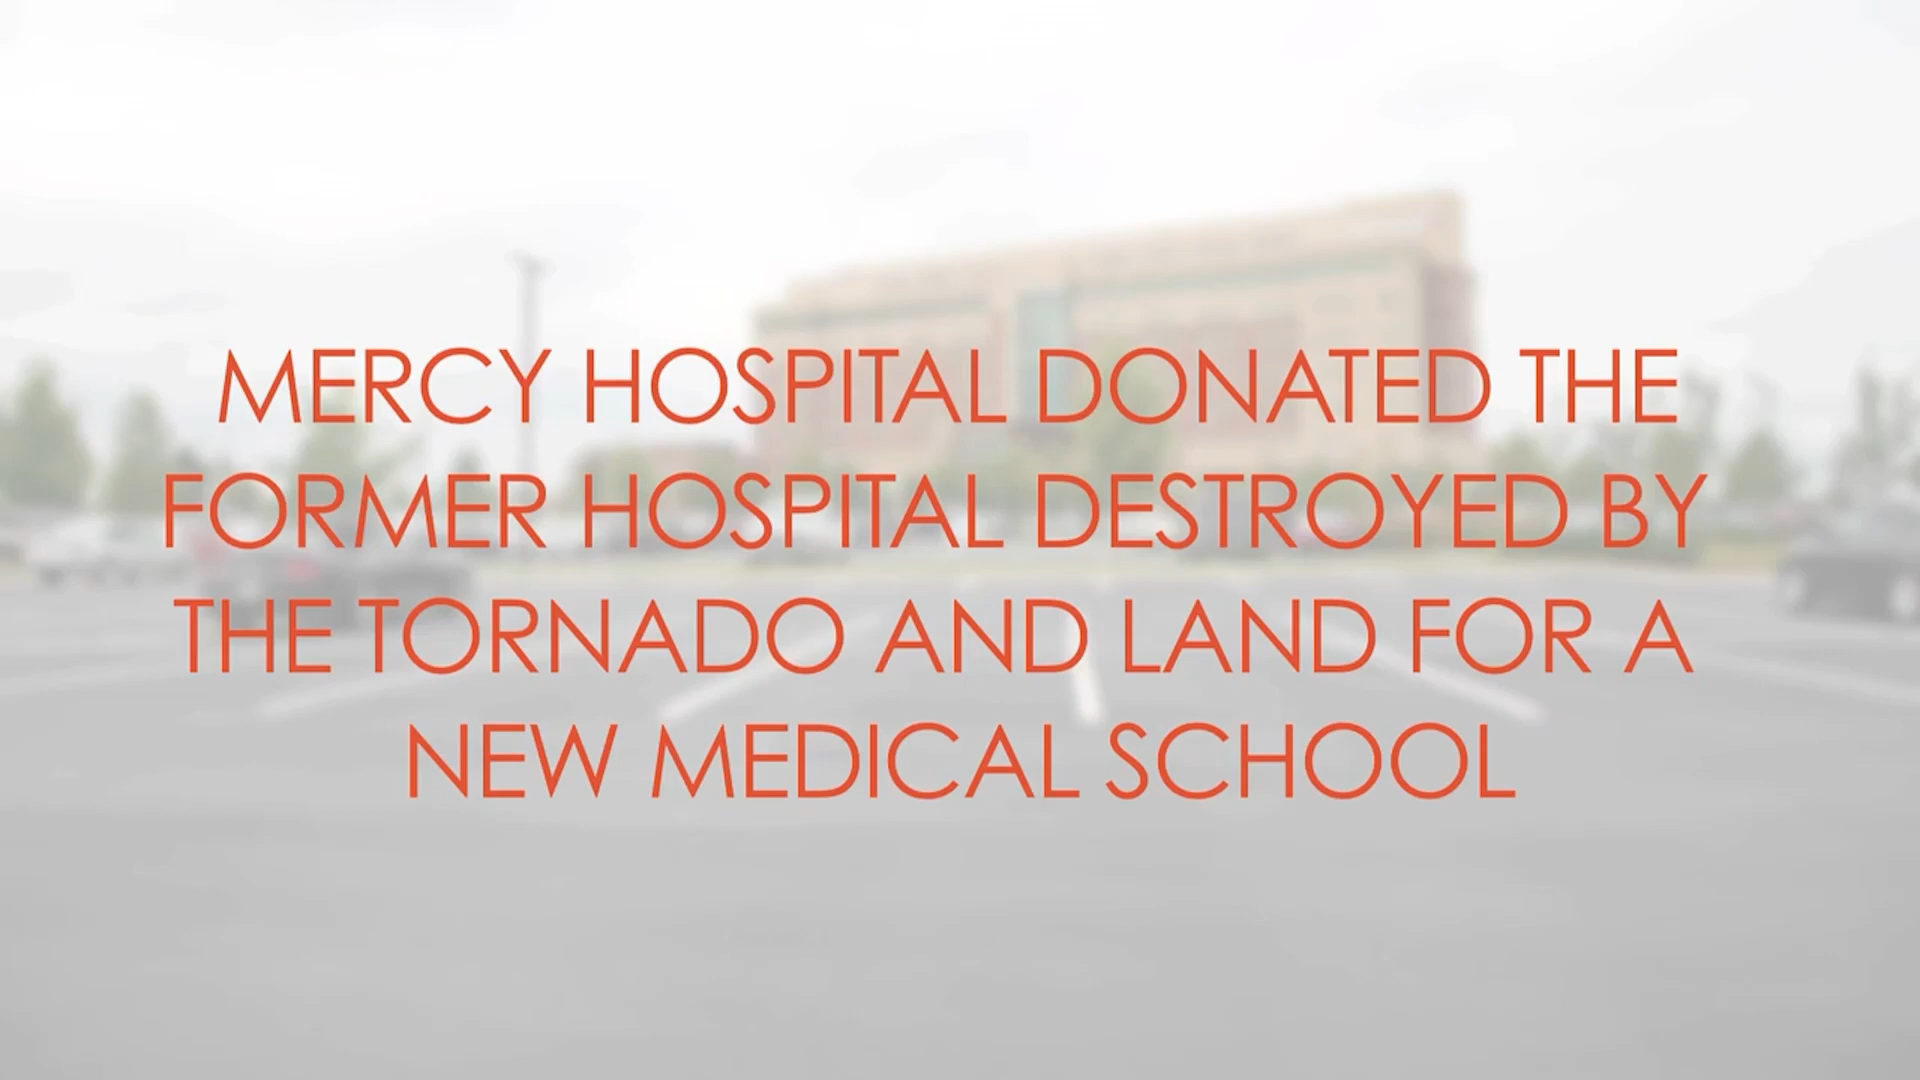 MERCY HOSPITAL DONATED THE
FORMER HOSPITAL DESTROYED BY
THE TORNADO AND LAND FOR A
NEW MEDICAL SCHOOL